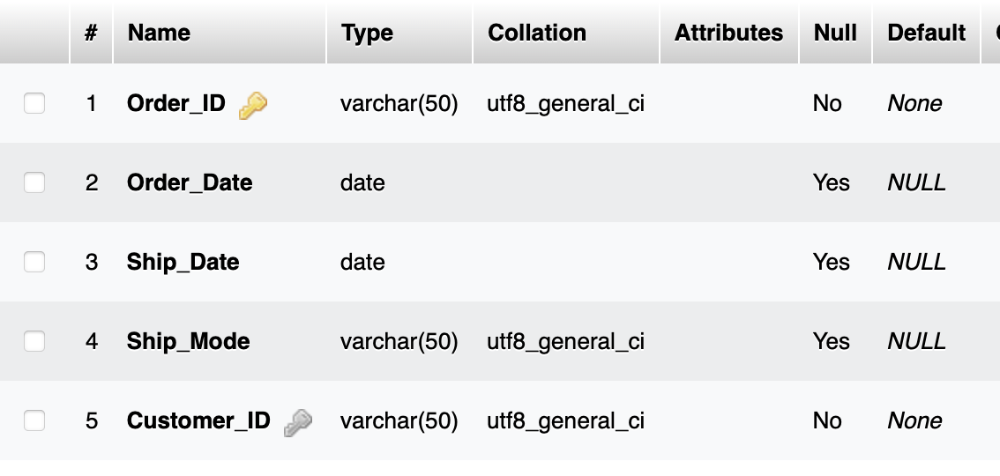 # Name Type Collation Attributes Null Default
1 Order_ID varchar(50) utf8_general_ci No None
2 Order_Date date Yes NULL
3 Ship_Date date Yes NULL
4 Ship_Mode varchar(50) utf8_general_ci Yes NULL
5 Customer_ID varchar(50) utf8_general_ci No None